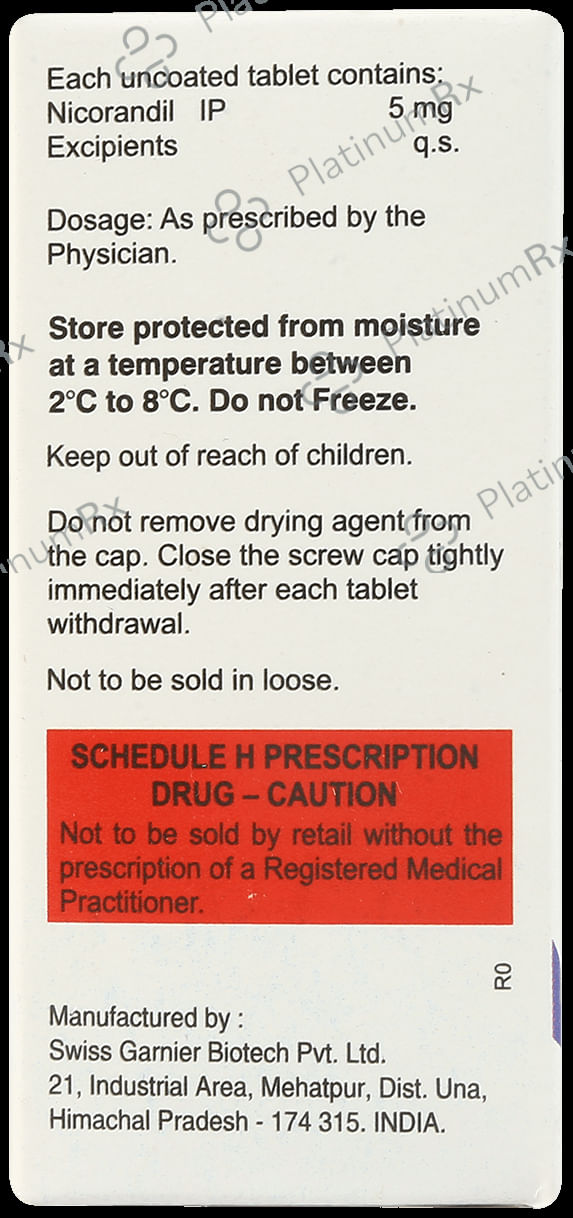 Each uncoated tablet contains:
Nicorandil IP 5 mg
Excipients q.s.
Dosage: As prescribed by the
Physician.
Store protected from moisture
at a temperature between
2°C to 8°C. Do not Freeze.
Keep out of reach of children.
Do not remove drying agent from
the cap. Close the screw cap tightly
immediately after each tablet
withdrawal.
Not to be sold in loose.
SCHEDULE H PRESCRIPTION
DRUG – CAUTION
Not to be sold by retail without the
prescription of a Registered Medical
Practitioner.
R0
Manufactured by :
Swiss Garnier Biotech Pvt. Ltd.
21, Industrial Area, Mehatpur, Dist. Una,
Himachal Pradesh - 174 315. INDIA.
PlatinumRx
PlatinumRx